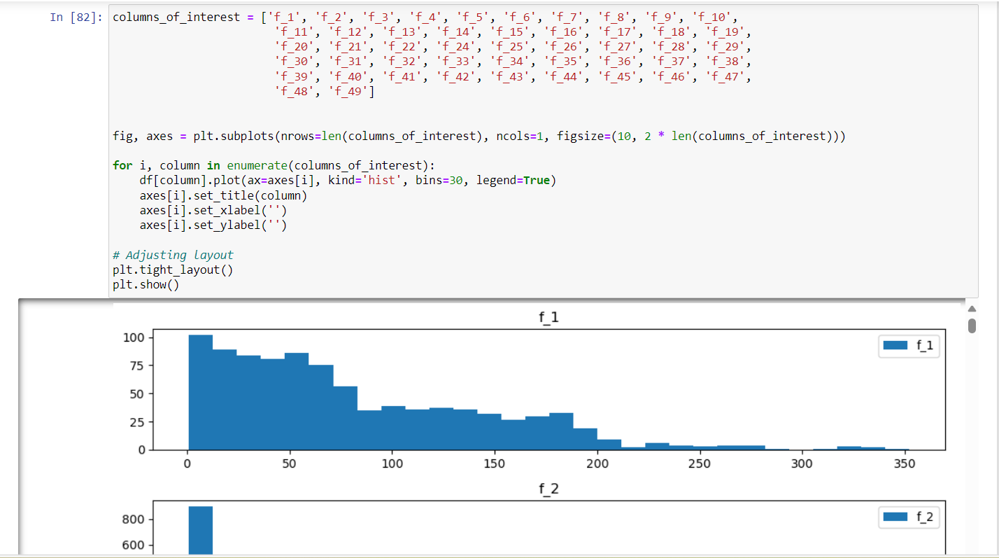 In [82]: columns_of_interest = ['f_1', 'f_2', 'f_3', 'f_4', 'f_5', 'f_6', 'f_7', 'f_8', 'f_9', 'f_10',
'f_11', 'f_12', 'f_13', 'f_14', 'f_15', 'f_16', 'f_17', 'f_18', 'f_19',
'f_20', 'f_21', 'f_22', 'f_24', 'f_25', 'f_26', 'f_27', 'f_28', 'f_29',
'f_30', 'f_31', 'f_32', 'f_33', 'f_34', 'f_35', 'f_36', 'f_37', 'f_38',
'f_39', 'f_40', 'f_41', 'f_42', 'f_43', 'f_44', 'f_45', 'f_46', 'f_47',
'f_48', 'f_49']
fig, axes = plt.subplots(nrows=len(columns_of_interest), ncols=1, figsize=(10, 2 * len(columns_of_interest)))
for i, column in enumerate(columns_of_interest):
df[column].plot(ax=axes[i], kind='hist', bins=30, legend=True)
axes[i].set_title(column)
axes[i].set_xlabel('')
axes[i].set_ylabel('')
# Adjusting layout
plt.tight_layout()
plt.show()
f_1
100
f_1
75
50
25
0
0 50 100 150 200 250 300 350
f_2
800
f_2
600